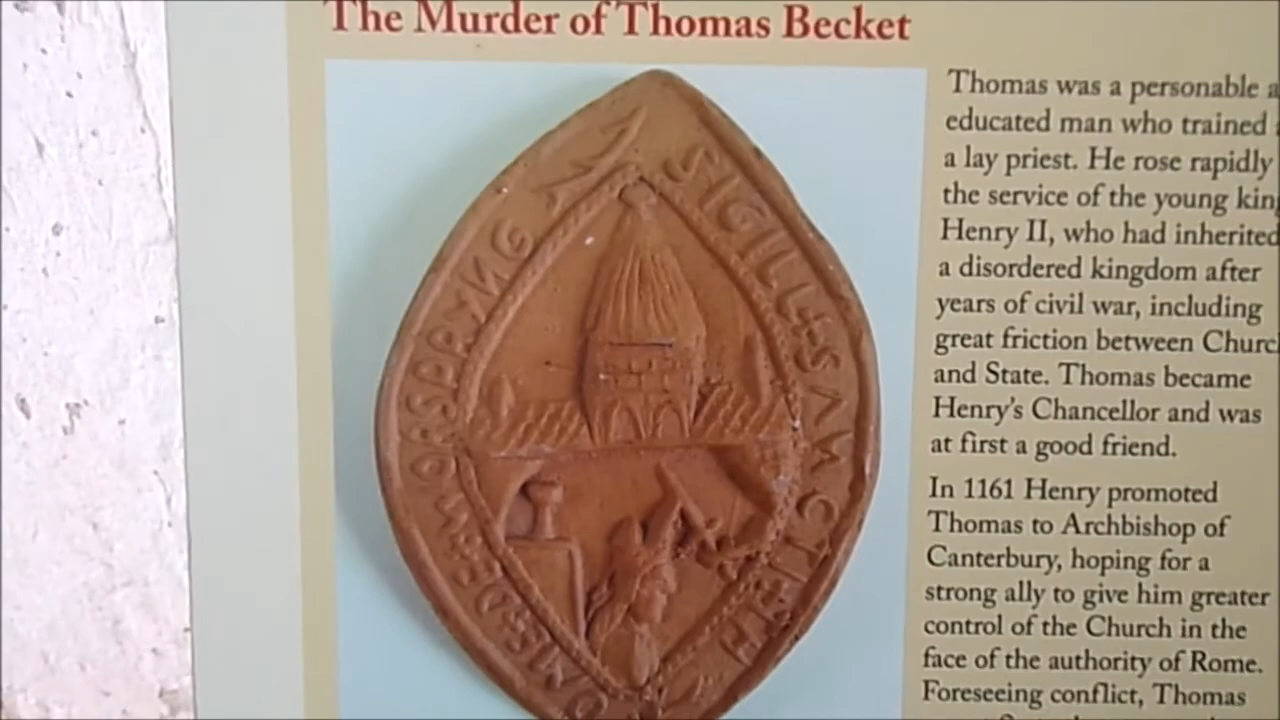 The Murder of Thomas Becket
Thomas was a personable
educated man who trained
a lay priest. He rose rapidly
the service of the young
Henry II, who had inherited
a disordered kingdom after
years of civil war, including
great friction between
and State. Thomas became
Henry's Chancellor and was
at first a good friend.
In 1161 Henry promoted
Thomas to Archbishop of
Canterbury, hoping for a
strong ally to give him greater
control of the Church in the
face of the authority of Rome.
Foreseeing conflict, Thomas